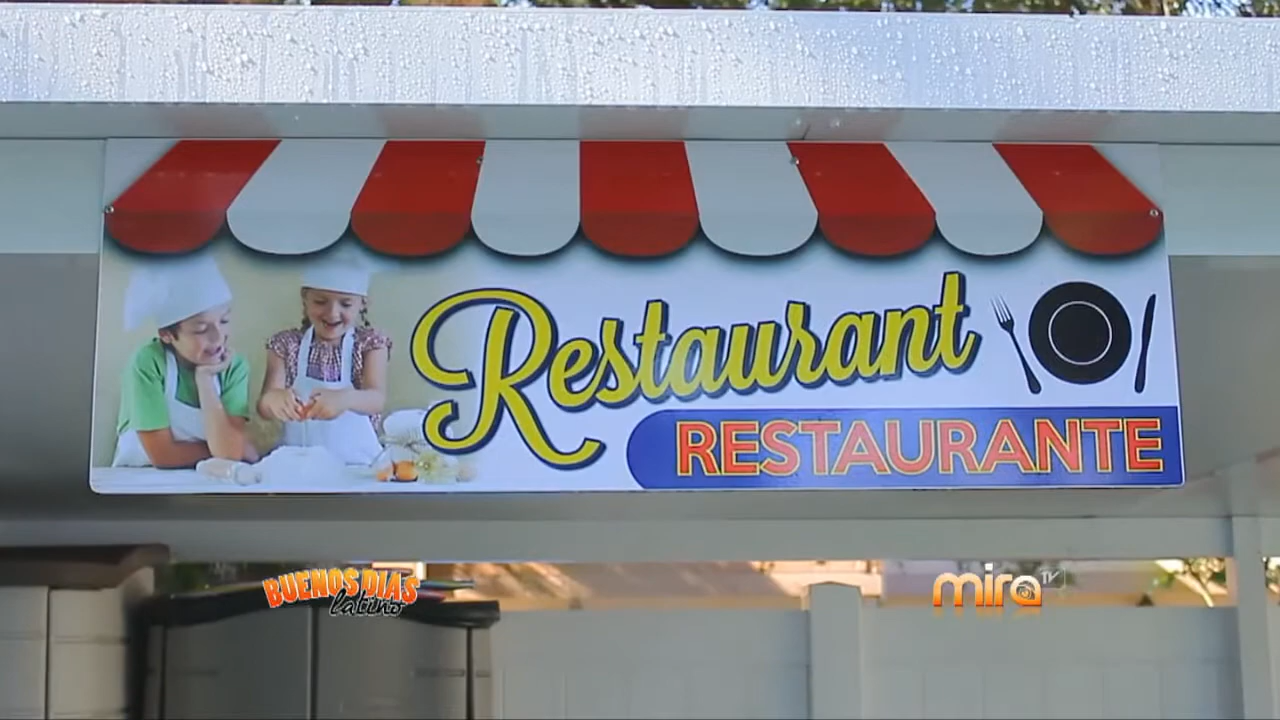 Restaurant
RESTAURANTE
BUENOS DIAS
latino
mira TV